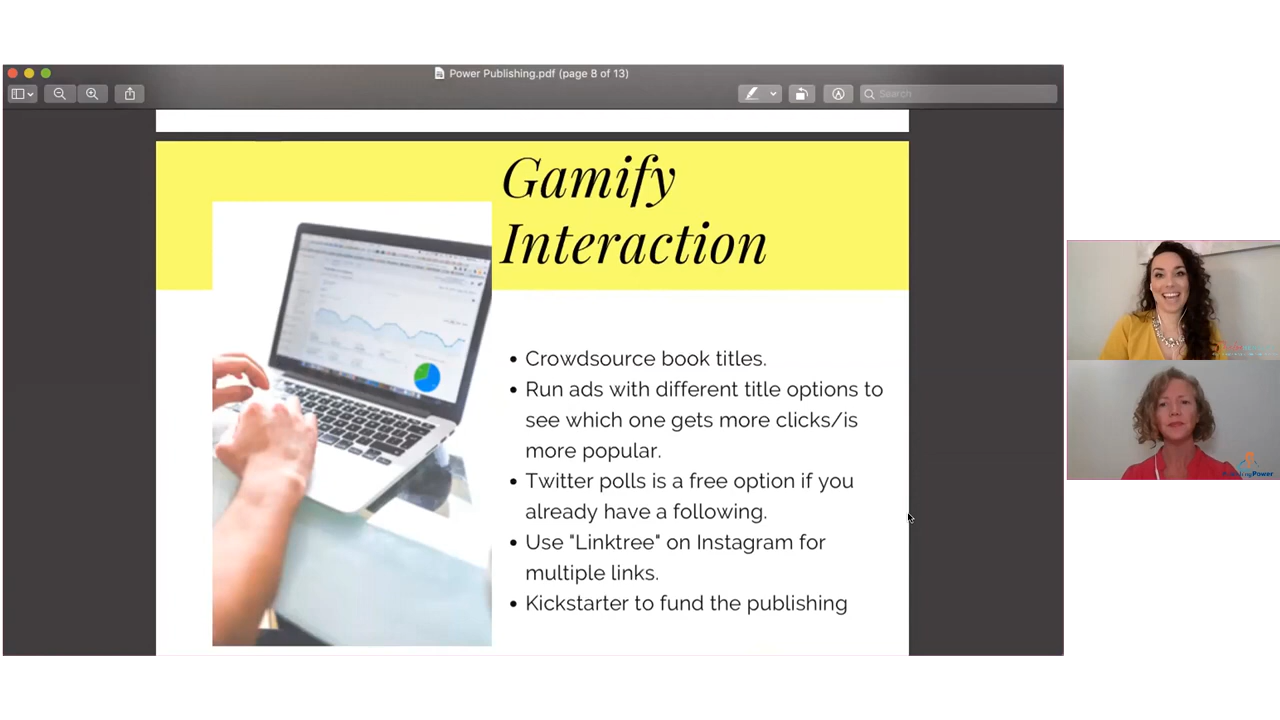 Power Publishing.pdf (page 8 of 13)
Search
Gamify
Interaction
• Crowdsource book titles.
• Run ads with different title options to
see which one gets more clicks/is
more popular.
• Twitter polls is a free option if you
already have a following.
• Use "Linktree" on Instagram for
multiple links.
• Kickstarter to fund the publishing
Power